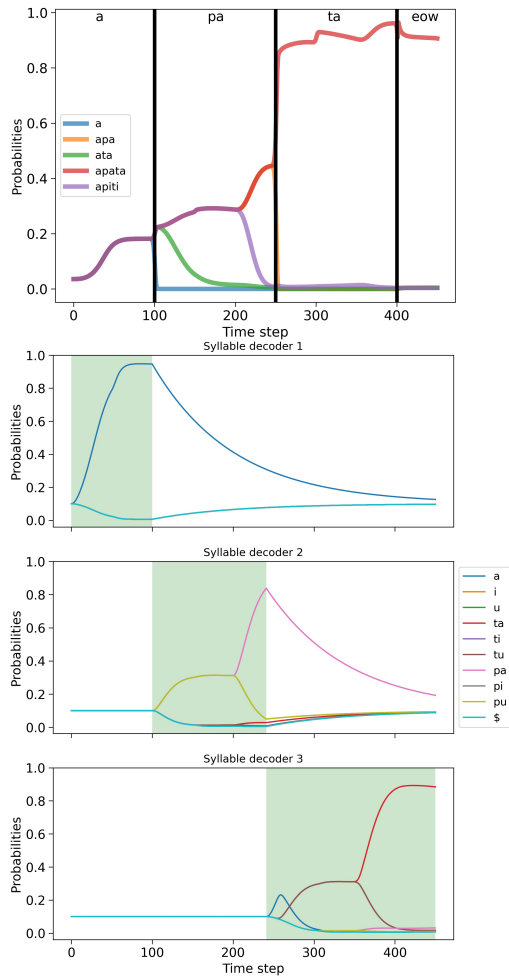 a pa ta eow
1.0
0.8
0.6
0.4
0.2
0.0
Probabilities
a
apa
ata
apata
apiti
0 100 200 300 400
Time step
Syllable decoder 1
1.0
0.8
0.6
0.4
0.2
0.0
Probabilities
Syllable decoder 2
1.0
0.8
0.6
0.4
0.2
0.0
Probabilities
a
i
u
ta
ti
tu
pa
pi
pu
$
Syllable decoder 3
1.0
0.8
0.6
0.4
0.2
0.0
Probabilities
0 100 200 300 400
Time step